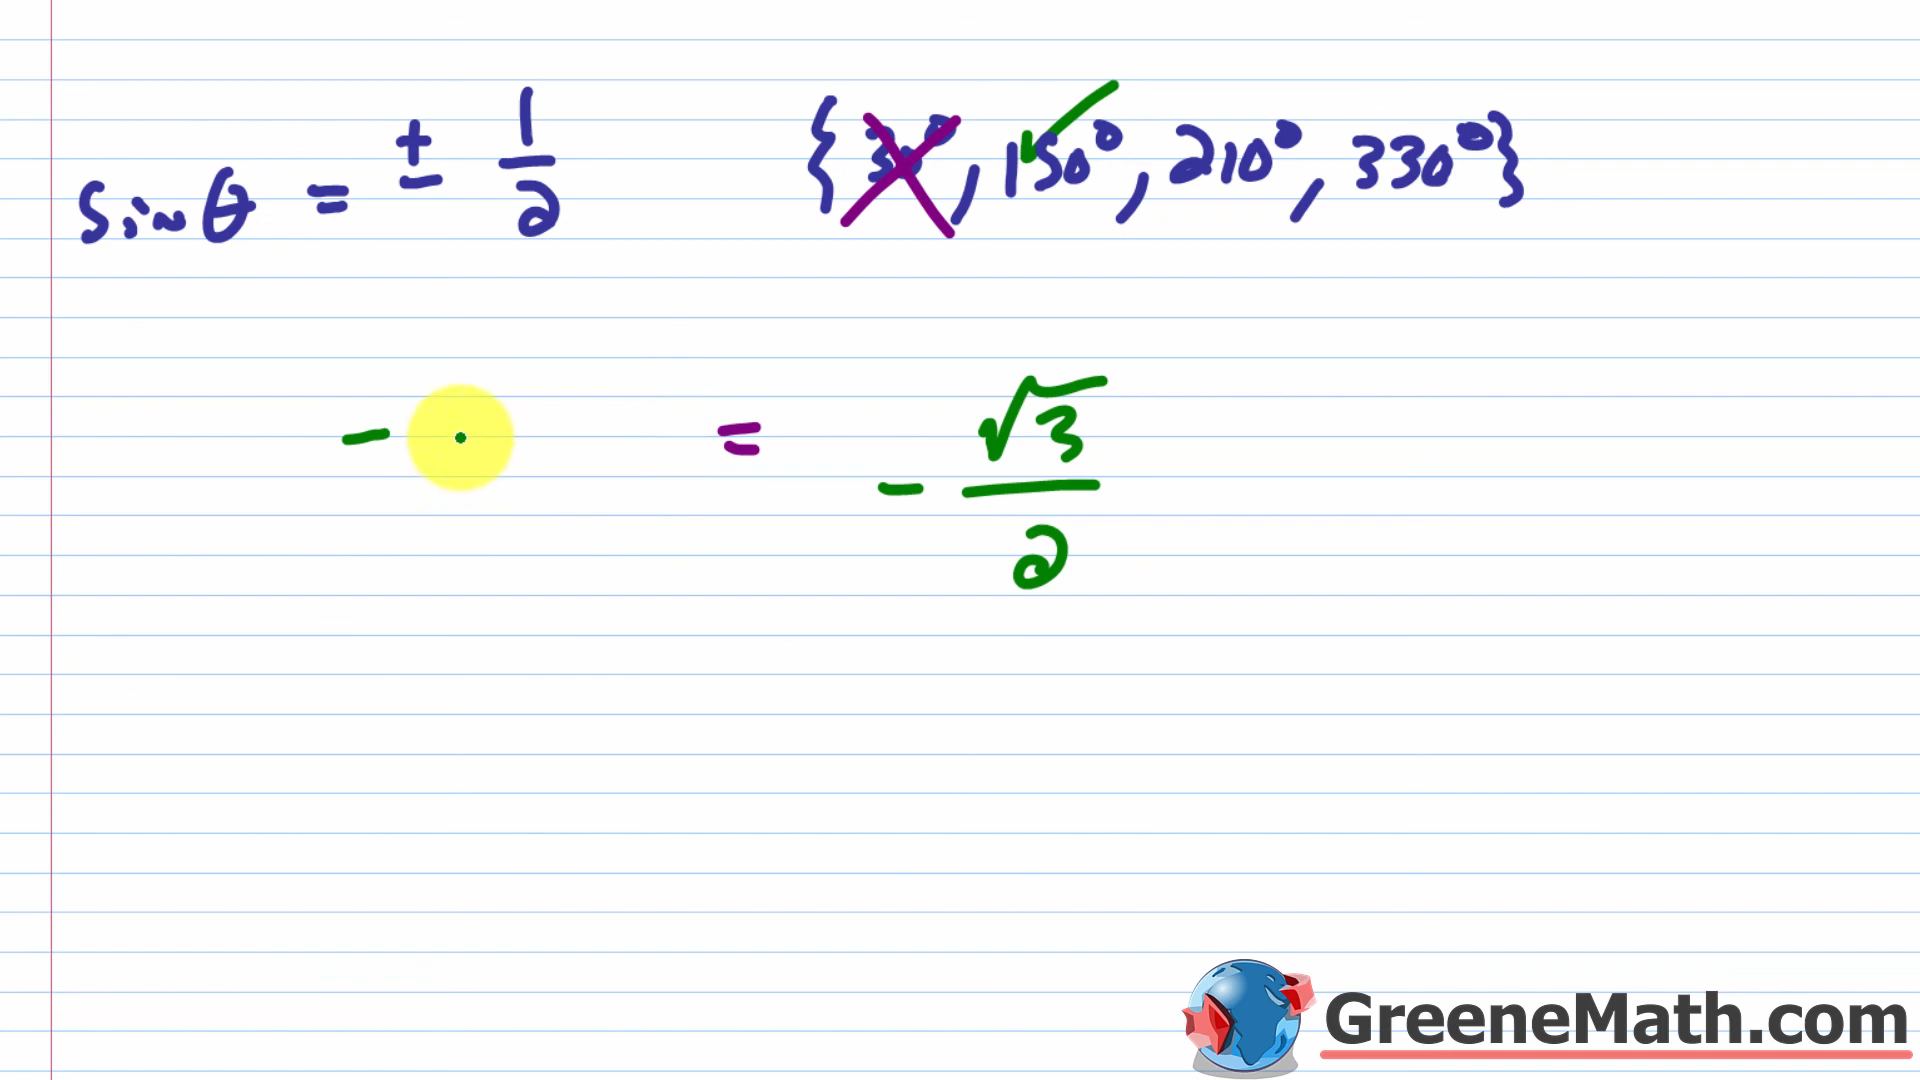 sin θ = ± 1/2 {30°, 150°, 210°, 330°}
- = - √3/2
GreeneMath.com